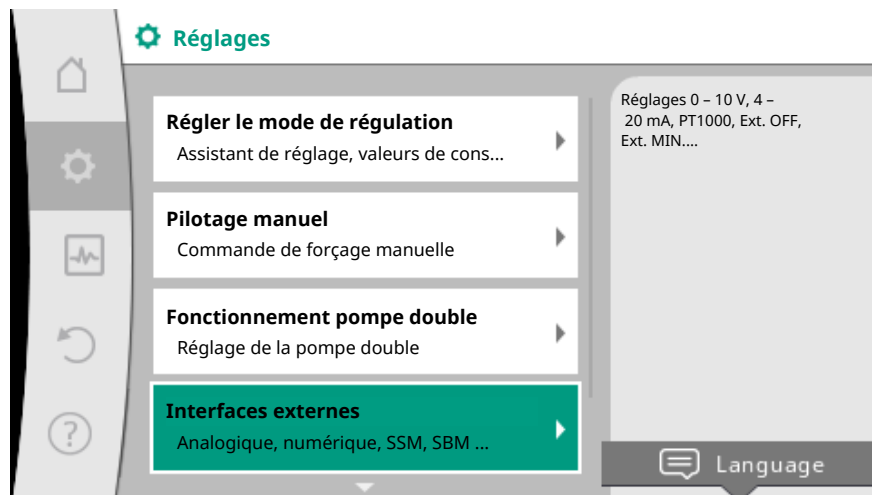 Réglages
Régler le mode de régulation
Assistant de réglage, valeurs de cons...
Pilotage manuel
Commande de forçage manuelle
Fonctionnement pompe double
Réglage de la pompe double
Interfaces externes
Analogique, numérique, SSM, SBM ...
Réglages 0 – 10 V, 4 –
20 mA, PT1000, Ext. OFF,
Ext. MIN....
Language
?